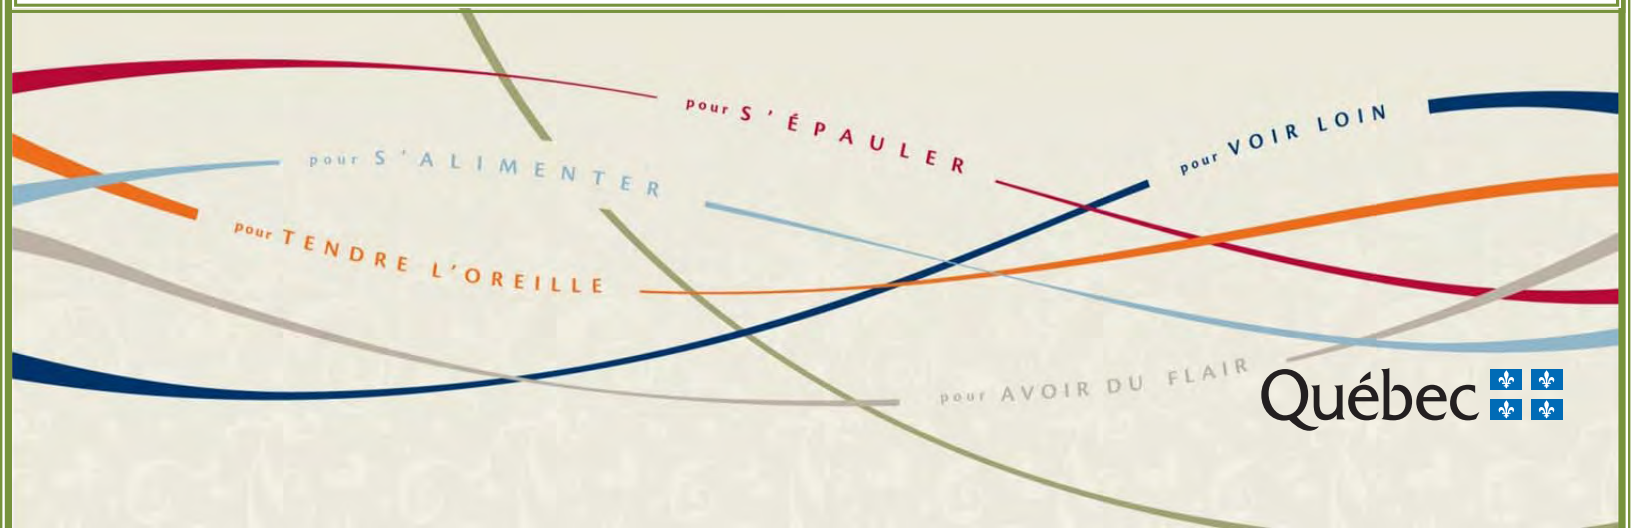 pour S'ÉPAULER
pour VOIR LOIN
pour S'ALIMENTER
pour TENDRE L'OREILLE
pour AVOIR DU FLAIR
Québec